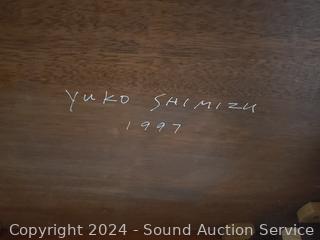 Yuko SHIMIZU
1997
Copyright 2024 - Sound Auction Service